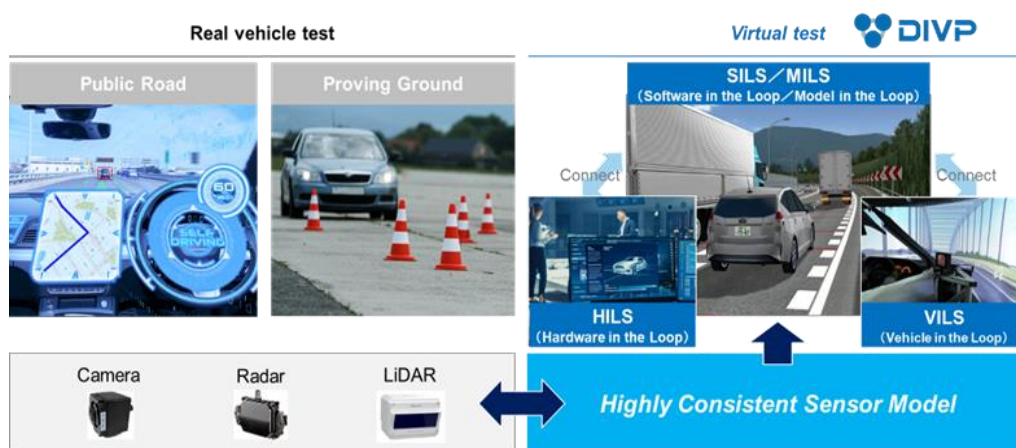 Real vehicle test
Virtual test
DIVP
Public Road
Proving Ground
SILS／MILS
（Software in the Loop／Model in the Loop）
60
SELF
DRIVING
Connect
Connect
HILS
（Hardware in the Loop）
VILS
（Vehicle in the Loop）
Camera
Radar
LiDAR
Highly Consistent Sensor Model